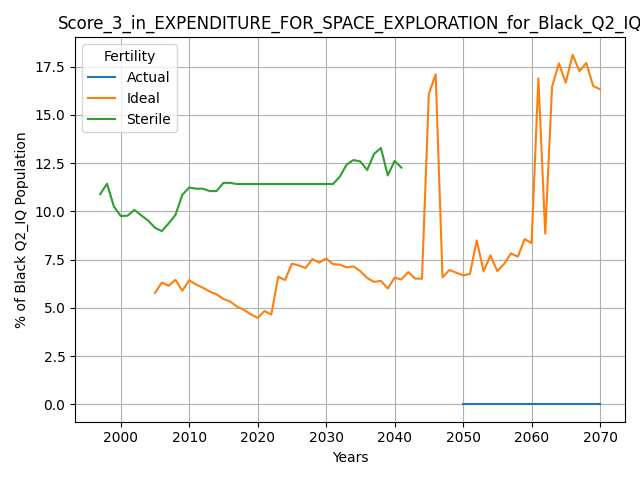 Score_3_in_EXPENDITURE_FOR_SPACE_EXPLORATION_for_Black_Q2_IQ
Fertility
Actual
Ideal
Sterile
% of Black Q2_IQ Population
17.5
15.0
12.5
10.0
7.5
5.0
2.5
0.0
2000 2010 2020 2030 2040 2050 2060 2070
Years